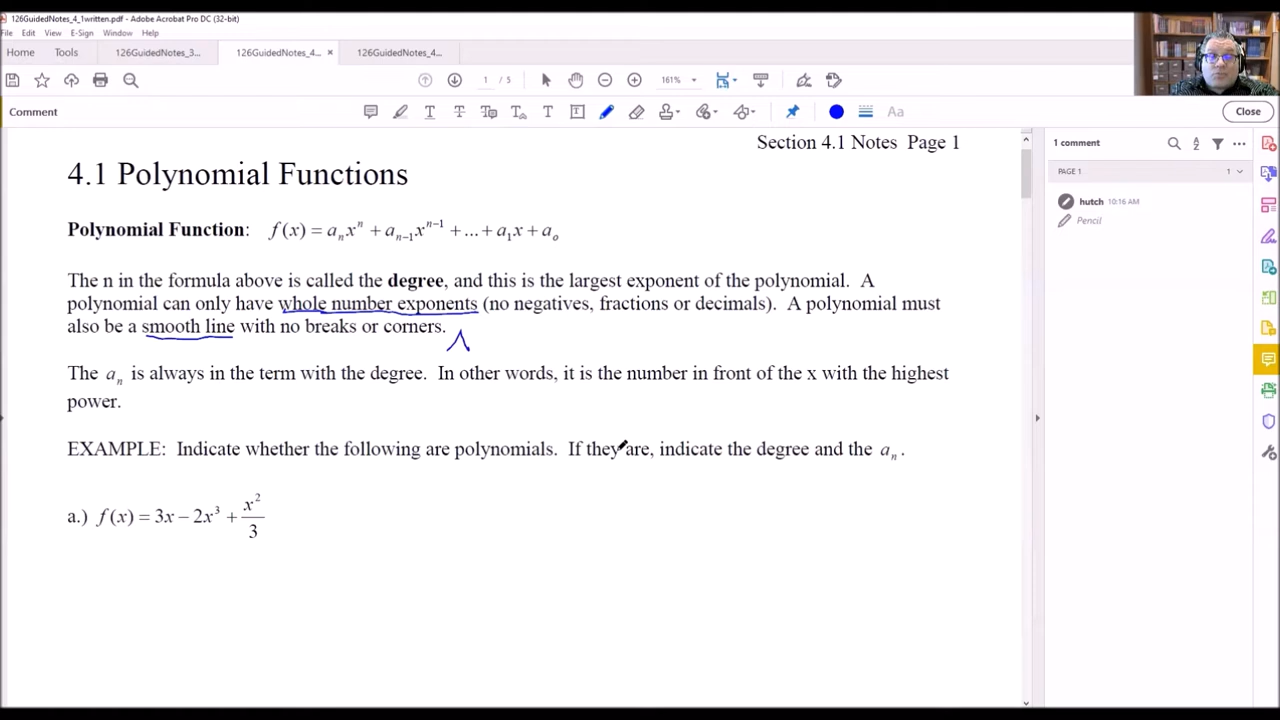 126GuidedNotes_4_1written.pdf - Adobe Acrobat Pro DC (32-bit)
File Edit View E-Sign Window Help
Home Tools 126GuidedNotes_3... 126GuidedNotes_4... × 126GuidedNotes_4...
1 / 5 161%
Comment Aa Close
Section 4.1 Notes Page 1
4.1 Polynomial Functions
Polynomial Function: f(x) = aₙxⁿ + aₙ₋₁xⁿ⁻¹ + ... + a₁x + aₒ
The n in the formula above is called the degree, and this is the largest exponent of the polynomial. A
polynomial can only have whole number exponents (no negatives, fractions or decimals). A polynomial must
also be a smooth line with no breaks or corners.
The aₙ is always in the term with the degree. In other words, it is the number in front of the x with the highest
power.
EXAMPLE: Indicate whether the following are polynomials. If they are, indicate the degree and the aₙ.
a.) f(x) = 3x − 2x³ + x²/3
1 comment
PAGE 1 1
hutch 10:16 AM
Pencil